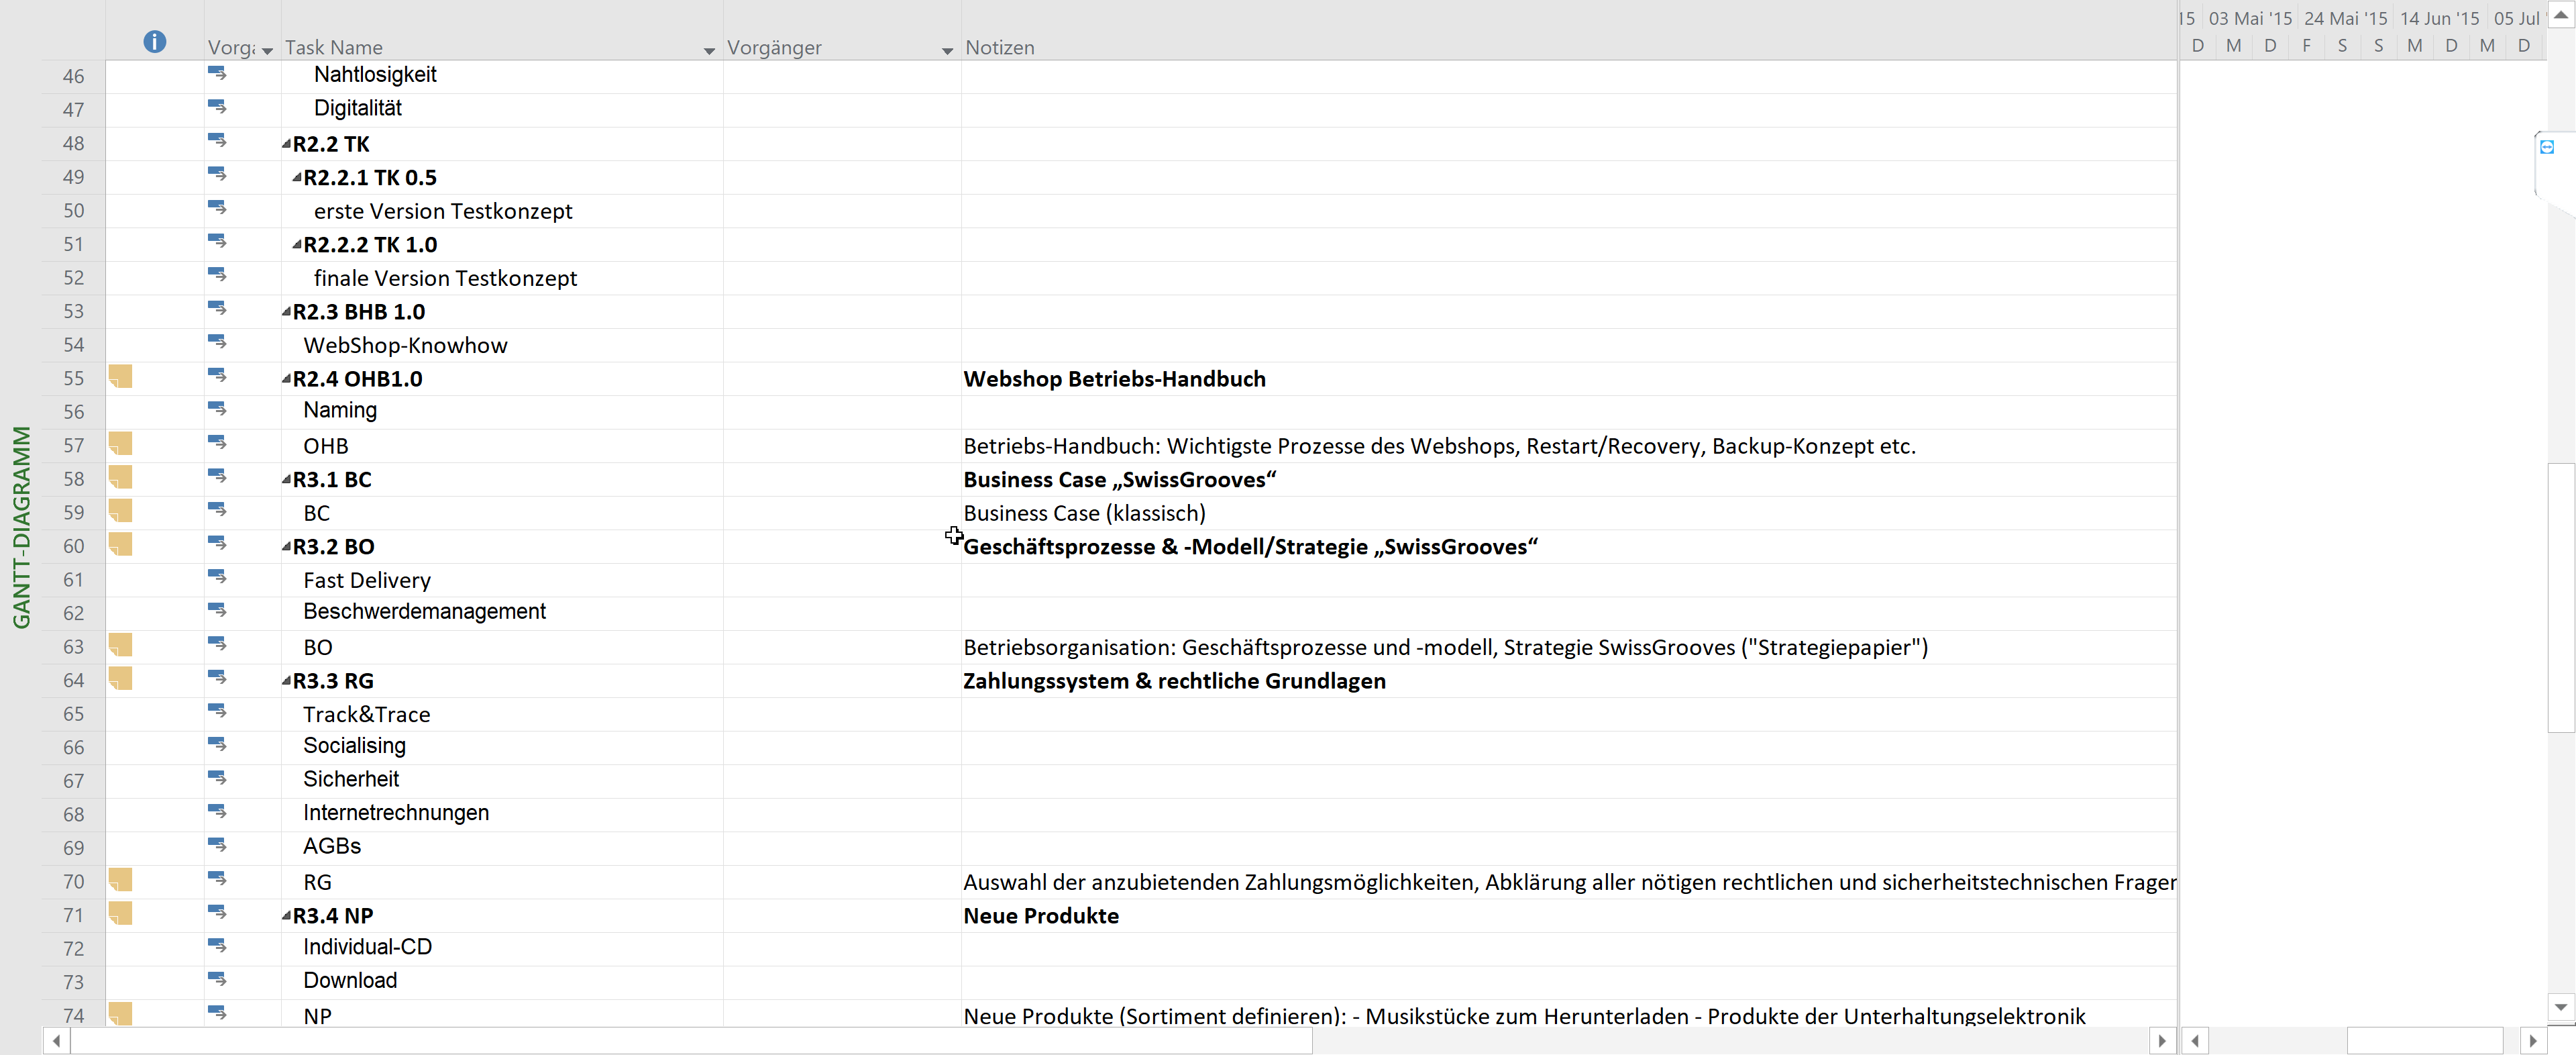 15 03 Mai '15 24 Mai '15 14 Jun '15 05 Jul '
Vorgä Task Name Vorgänger Notizen D M D F S S M D M D
46 Nahtlosigkeit
47 Digitalität
48 R2.2 TK
49 R2.2.1 TK 0.5
50 erste Version Testkonzept
51 R2.2.2 TK 1.0
52 finale Version Testkonzept
53 R2.3 BHB 1.0
54 WebShop-Knowhow
55 R2.4 OHB1.0 Webshop Betriebs-Handbuch
56 Naming
57 OHB Betriebs-Handbuch: Wichtigste Prozesse des Webshops, Restart/Recovery, Backup-Konzept etc.
58 R3.1 BC Business Case „SwissGrooves“
59 BC Business Case (klassisch)
60 R3.2 BO Geschäftsprozesse & -Modell/Strategie „SwissGrooves“
61 Fast Delivery
62 Beschwerdemanagement
63 BO Betriebsorganisation: Geschäftsprozesse und -modell, Strategie SwissGrooves ("Strategiepapier")
64 R3.3 RG Zahlungssystem & rechtliche Grundlagen
65 Track&Trace
66 Socialising
67 Sicherheit
68 Internetrechnungen
69 AGBs
70 RG Auswahl der anzubietenden Zahlungsmöglichkeiten, Abklärung aller nötigen rechtlichen und sicherheitstechnischen Fragen
71 R3.4 NP Neue Produkte
72 Individual-CD
73 Download
74 NP Neue Produkte (Sortiment definieren): - Musikstücke zum Herunterladen - Produkte der Unterhaltungselektronik
GANTT-DIAGRAMM